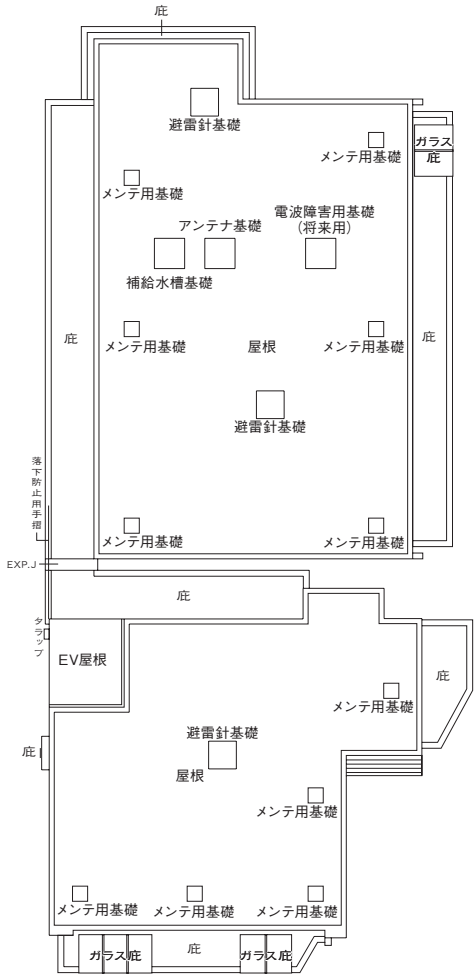 庇
避雷針基礎
ガラス
庇
メンテ用基礎
メンテ用基礎
電波障害用基礎
(将来用)
アンテナ基礎
補給水槽基礎
庇
メンテ用基礎
屋根
メンテ用基礎
庇
避雷針基礎
落下防止用手摺
メンテ用基礎
メンテ用基礎
EXP.J
庇
タラップ
EV屋根
庇
メンテ用基礎
避雷針基礎
庇
屋根
メンテ用基礎
メンテ用基礎
メンテ用基礎
メンテ用基礎
ガラス庇
庇
ガラス庇